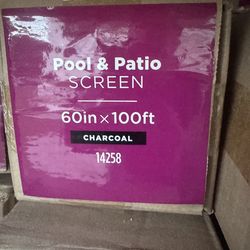 Pool & Patio
SCREEN
60in×100ft
CHARCOAL
14258